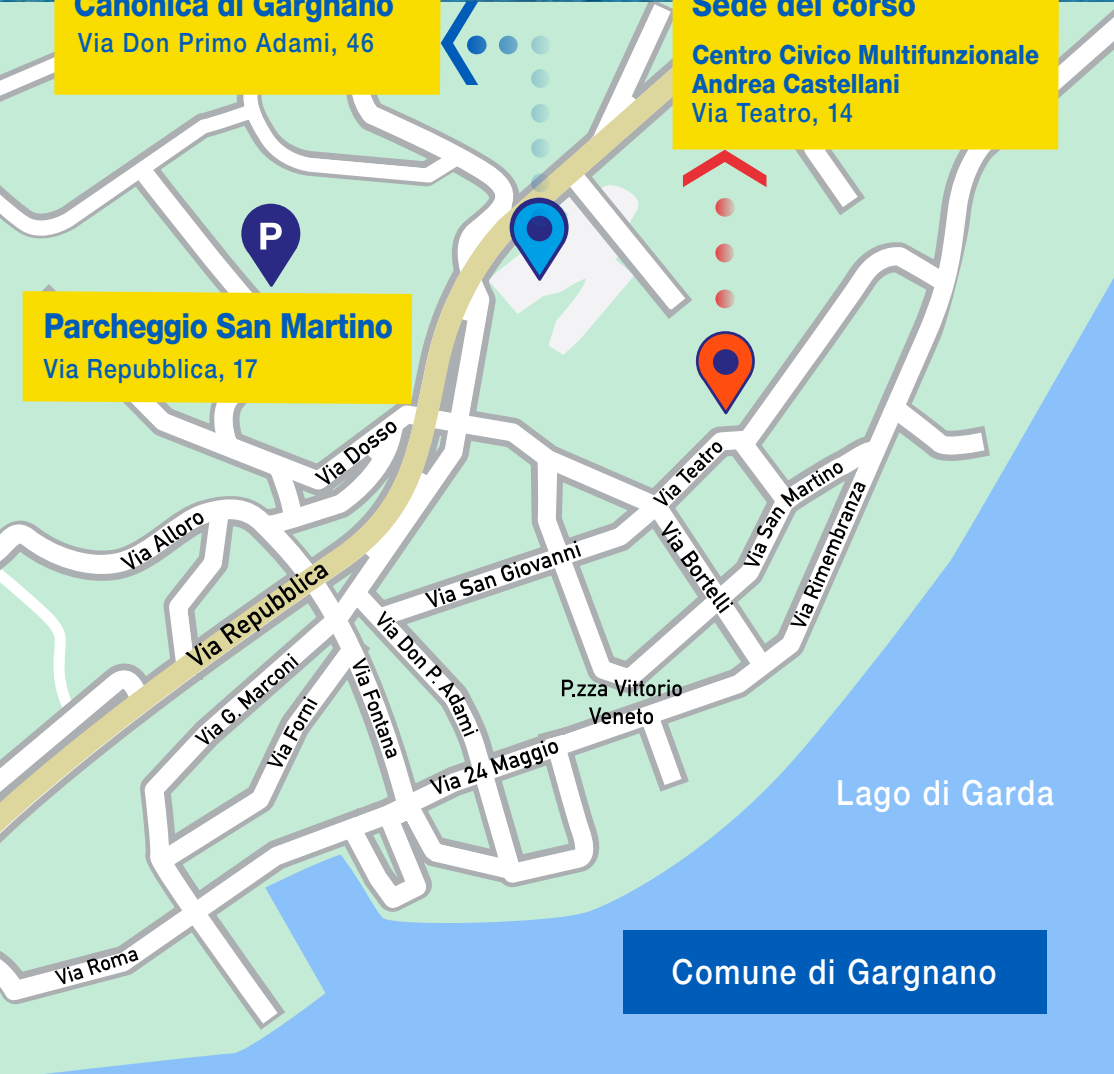 Canonica di Gargnano
Via Don Primo Adami, 46
Sede del corso
Centro Civico Multifunzionale
Andrea Castellani
Via Teatro, 14
P
Parcheggio San Martino
Via Repubblica, 17
Via Dosso
Via Teatro
Via San Martino
Via Alloro
Via Rimembranza
Via San Giovanni
Via Bortelli
Via Repubblica
Via Don P. Adami
Via G. Marconi
Via Fontana
Via Forni
P.zza Vittorio
Veneto
Via 24 Maggio
Lago di Garda
Via Roma
Comune di Gargnano